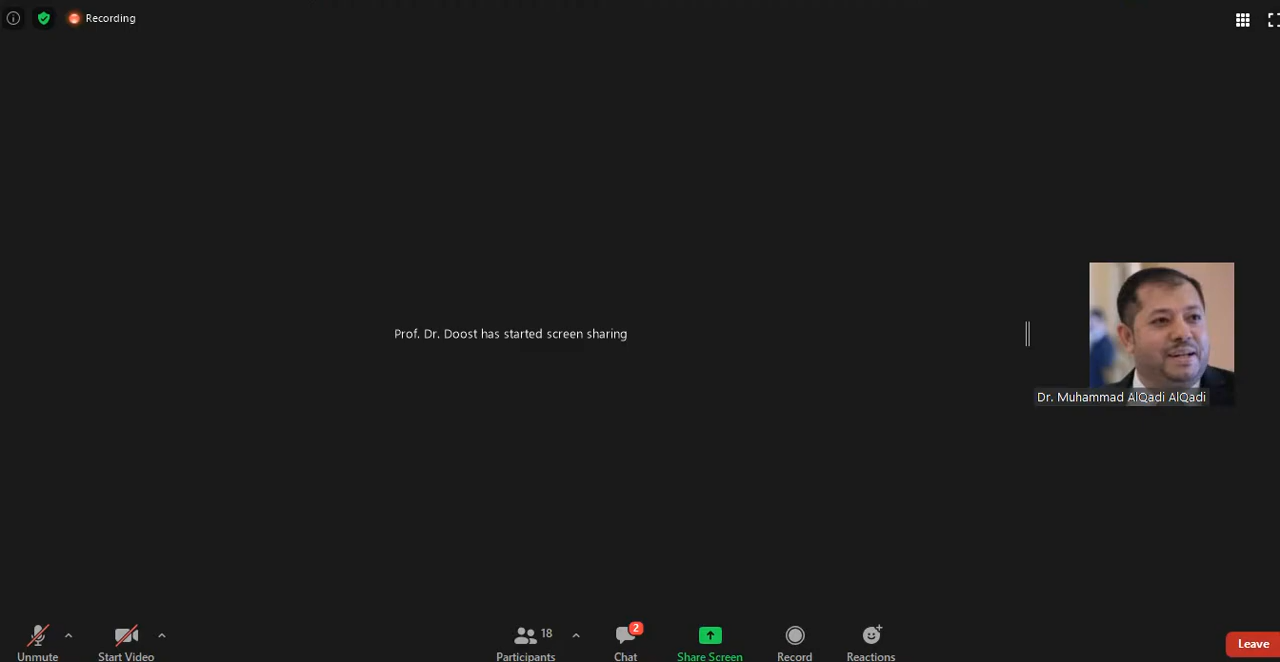 Recording
Prof. Dr. Doost has started screen sharing
Dr. Muhammad AlQadi AlQadi
18
2
Unmute
Start Video
Participants
Chat
Share Screen
Record
Reactions
Leave